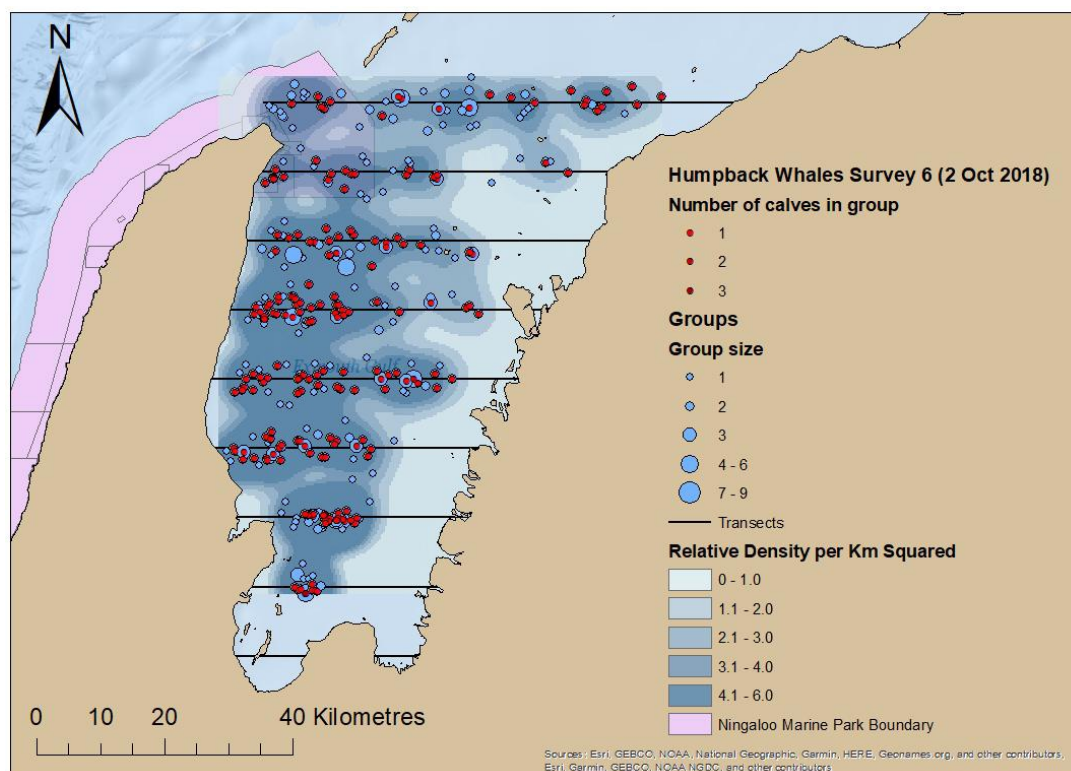 N
Humpback Whales Survey 6 (2 Oct 2018)
Number of calves in group
1
2
3
Groups
Group size
1
2
3
4 - 6
7 - 9
Transects
Relative Density per Km Squared
0 - 1.0
1.1 - 2.0
2.1 - 3.0
3.1 - 4.0
4.1 - 6.0
Ningaloo Marine Park Boundary
Exmouth Gulf
0 10 20 40 Kilometres
Sources: Esri, GEBCO, NOAA, National Geographic, Garmin, HERE, Geonames.org, and other contributors,
Esri, Garmin, GEBCO, NOAA NGDC, and other contributors